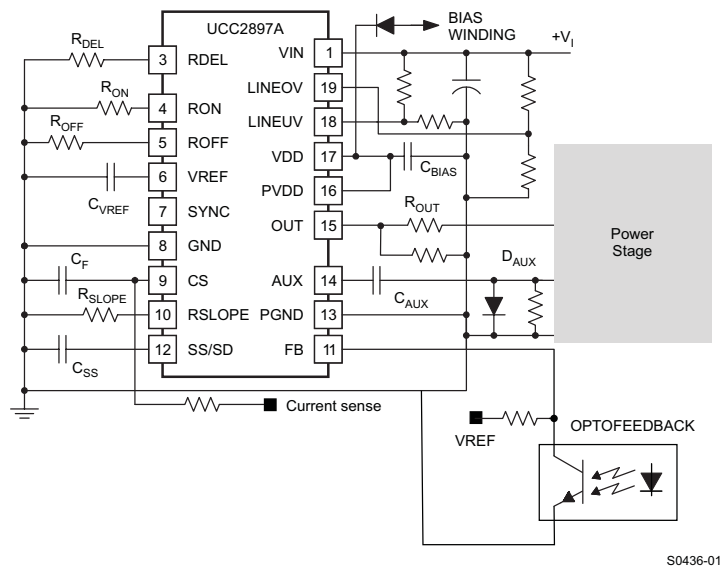 UCC2897A
BIAS
WINDING
+VI
RDEL
3 RDEL
VIN 1
LINEOV 19
RON
4 RON
LINEUV 18
ROFF
5 ROFF
VDD 17
CBIAS
6 VREF
PVDD 16
CVREF
7 SYNC
ROUT
OUT 15
8 GND
Power
Stage
CF
9 CS
AUX 14
CAUX
DAUX
RSLOPE
10 RSLOPE
PGND 13
12 SS/SD
FB 11
CSS
Current sense
VREF
OPTOFEEDBACK
S0436-01